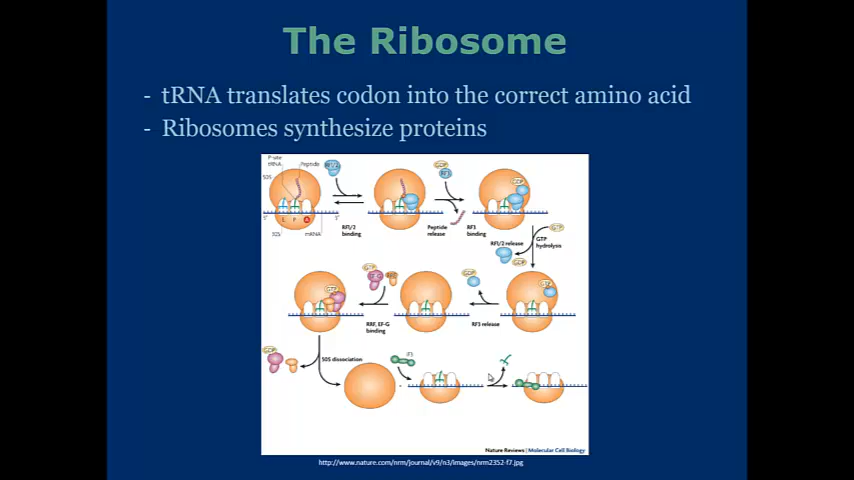 The Ribosome
- tRNA translates codon into the correct amino acid
- Ribosomes synthesize proteins
P-site
tRNA
Peptide
50S
E P A
30S
mRNA
RF1/2
binding
Peptide
release
GDP
RF3
RF3
binding
GTP
RF1/2 release
GDP
GTP
hydrolysis
RRF, EF-G
binding
GDP
RF3 release
GDP
50S dissociation
IF3
Nature Reviews | Molecular Cell Biology
http://www.nature.com/nrm/journal/v9/n3/images/nrm2352-f7.jpg